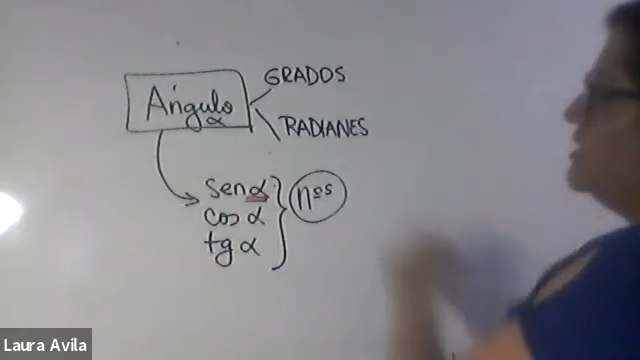 GRADOS
Ángulo α
RADIANES
sen α
cos α
tg α
nos
Laura Avila